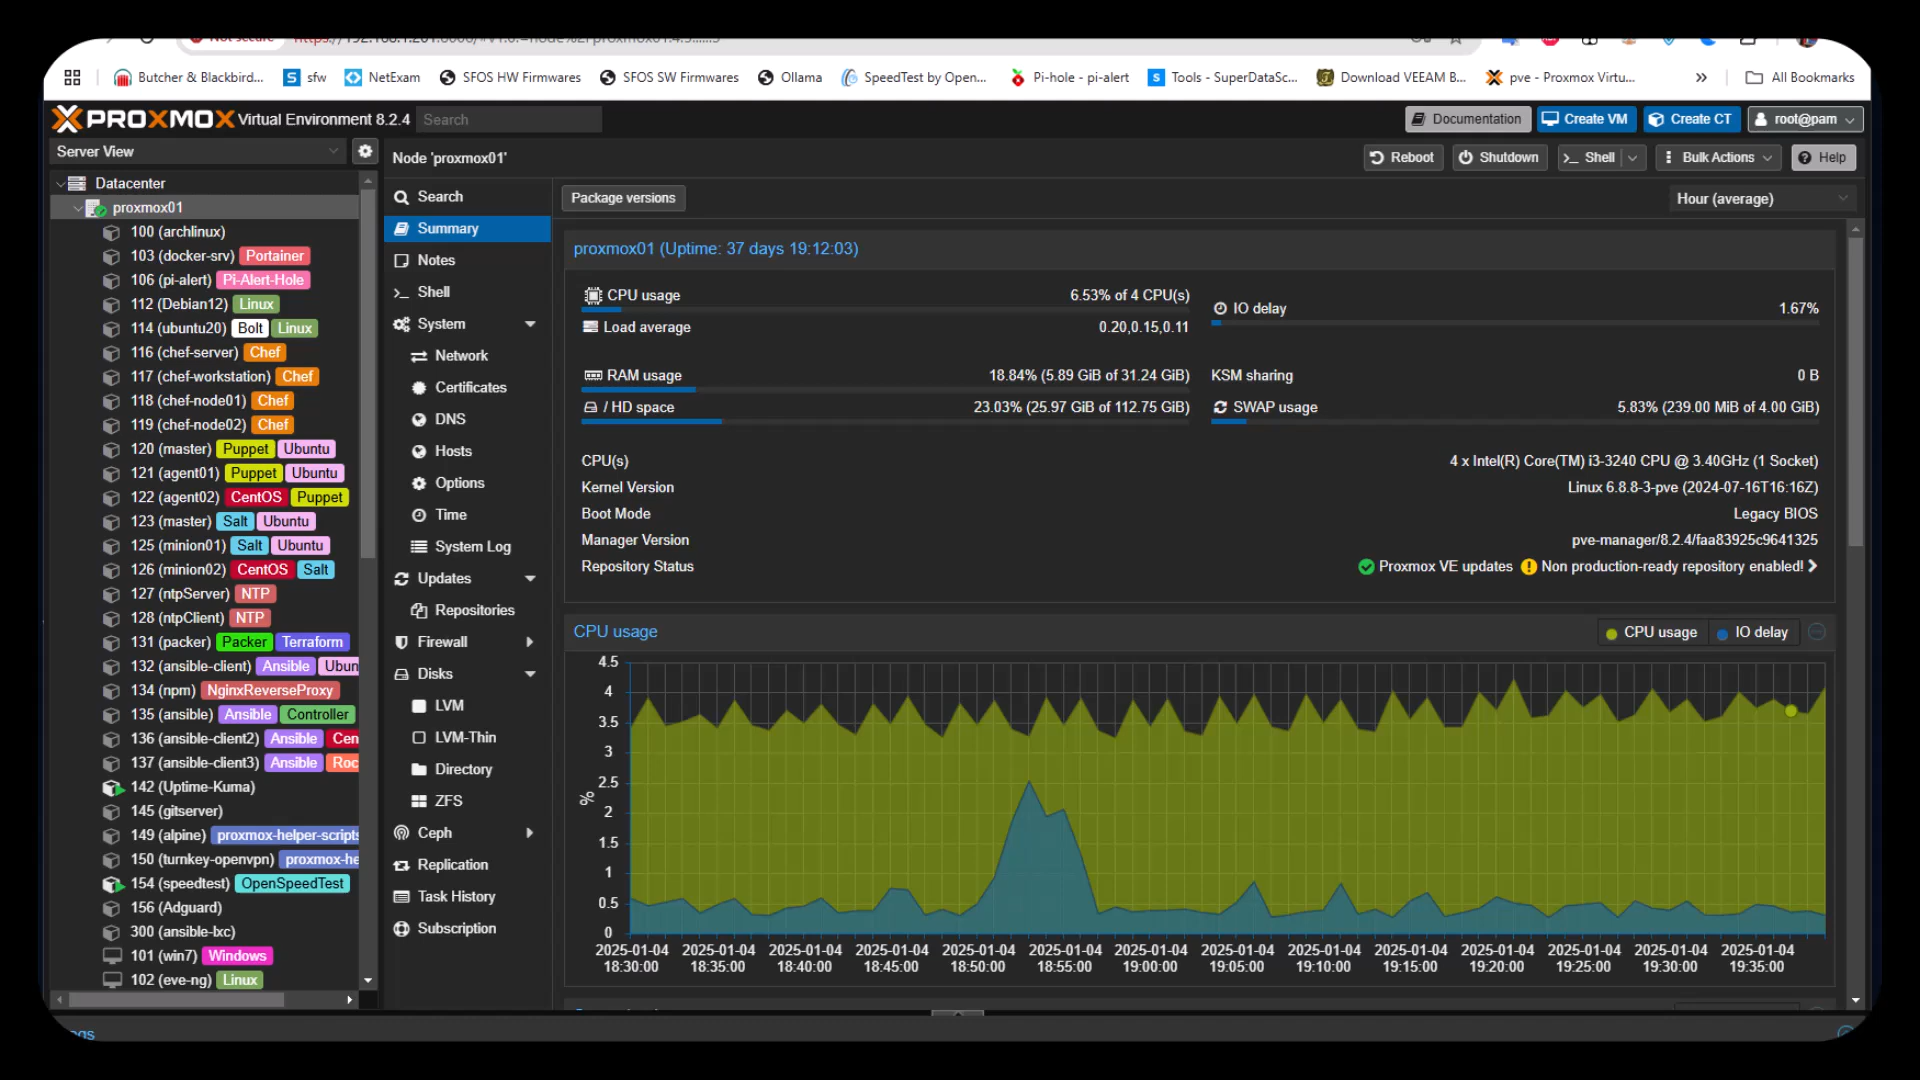 Butcher & Blackbird...
sfw
NetExam
SFOS HW Firmwares
SFOS SW Firmwares
Ollama
SpeedTest by Open...
Pi-hole - pi-alert
Tools - SuperDataSc...
Download VEEAM B...
pve - Proxmox Virtu...
»
All Bookmarks
PROXMOX Virtual Environment 8.2.4
Search
Documentation
Create VM
Create CT
root@pam
Server View
Node 'proxmox01'
Reboot
Shutdown
Shell
Bulk Actions
Help
Datacenter
proxmox01
100 (archlinux)
103 (docker-srv) Portainer
106 (pi-alert) Pi-Alert-Hole
112 (Debian12) Linux
114 (ubuntu20) Bolt Linux
116 (chef-server) Chef
117 (chef-workstation) Chef
118 (chef-node01) Chef
119 (chef-node02) Chef
120 (master) Puppet Ubuntu
121 (agent01) Puppet Ubuntu
122 (agent02) CentOS Puppet
123 (master) Salt Ubuntu
125 (minion01) Salt Ubuntu
126 (minion02) CentOS Salt
127 (ntpServer) NTP
128 (ntpClient) NTP
131 (packer) Packer Terraform
132 (ansible-client) Ansible Ubun
134 (npm) NginxReverseProxy
135 (ansible) Ansible Controller
136 (ansible-client2) Ansible Cen
137 (ansible-client3) Ansible Roc
142 (Uptime-Kuma)
145 (gitserver)
149 (alpine) proxmox-helper-scripts
150 (turnkey-openvpn) proxmox-he
154 (speedtest) OpenSpeedTest
156 (Adguard)
300 (ansible-lxc)
101 (win7) Windows
102 (eve-ng) Linux
Search
Summary
Notes
Shell
System
Network
Certificates
DNS
Hosts
Options
Time
System Log
Updates
Repositories
Firewall
Disks
LVM
LVM-Thin
Directory
ZFS
Ceph
Replication
Task History
Subscription
Package versions
Hour (average)
proxmox01 (Uptime: 37 days 19:12:03)
CPU usage 6.53% of 4 CPU(s)
Load average 0.20,0.15,0.11
IO delay 1.67%
RAM usage 18.84% (5.89 GiB of 31.24 GiB)
KSM sharing 0 B
/ HD space 23.03% (25.97 GiB of 112.75 GiB)
SWAP usage 5.83% (239.00 MiB of 4.00 GiB)
CPU(s) 4 x Intel(R) Core(TM) i3-3240 CPU @ 3.40GHz (1 Socket)
Kernel Version Linux 6.8.8-3-pve (2024-07-16T16:16Z)
Boot Mode Legacy BIOS
Manager Version pve-manager/8.2.4/faa83925c9641325
Repository Status Proxmox VE updates Non production-ready repository enabled!
CPU usage
CPU usage
IO delay
4.5
4
3.5
3
2.5
2
1.5
1
0.5
0
%
2025-01-04 2025-01-04 2025-01-04 2025-01-04 2025-01-04 2025-01-04 2025-01-04 2025-01-04 2025-01-04 2025-01-04 2025-01-04 2025-01-04 2025-01-04 2025-01-04
18:30:00 18:35:00 18:40:00 18:45:00 18:50:00 18:55:00 19:00:00 19:05:00 19:10:00 19:15:00 19:20:00 19:25:00 19:30:00 19:35:00